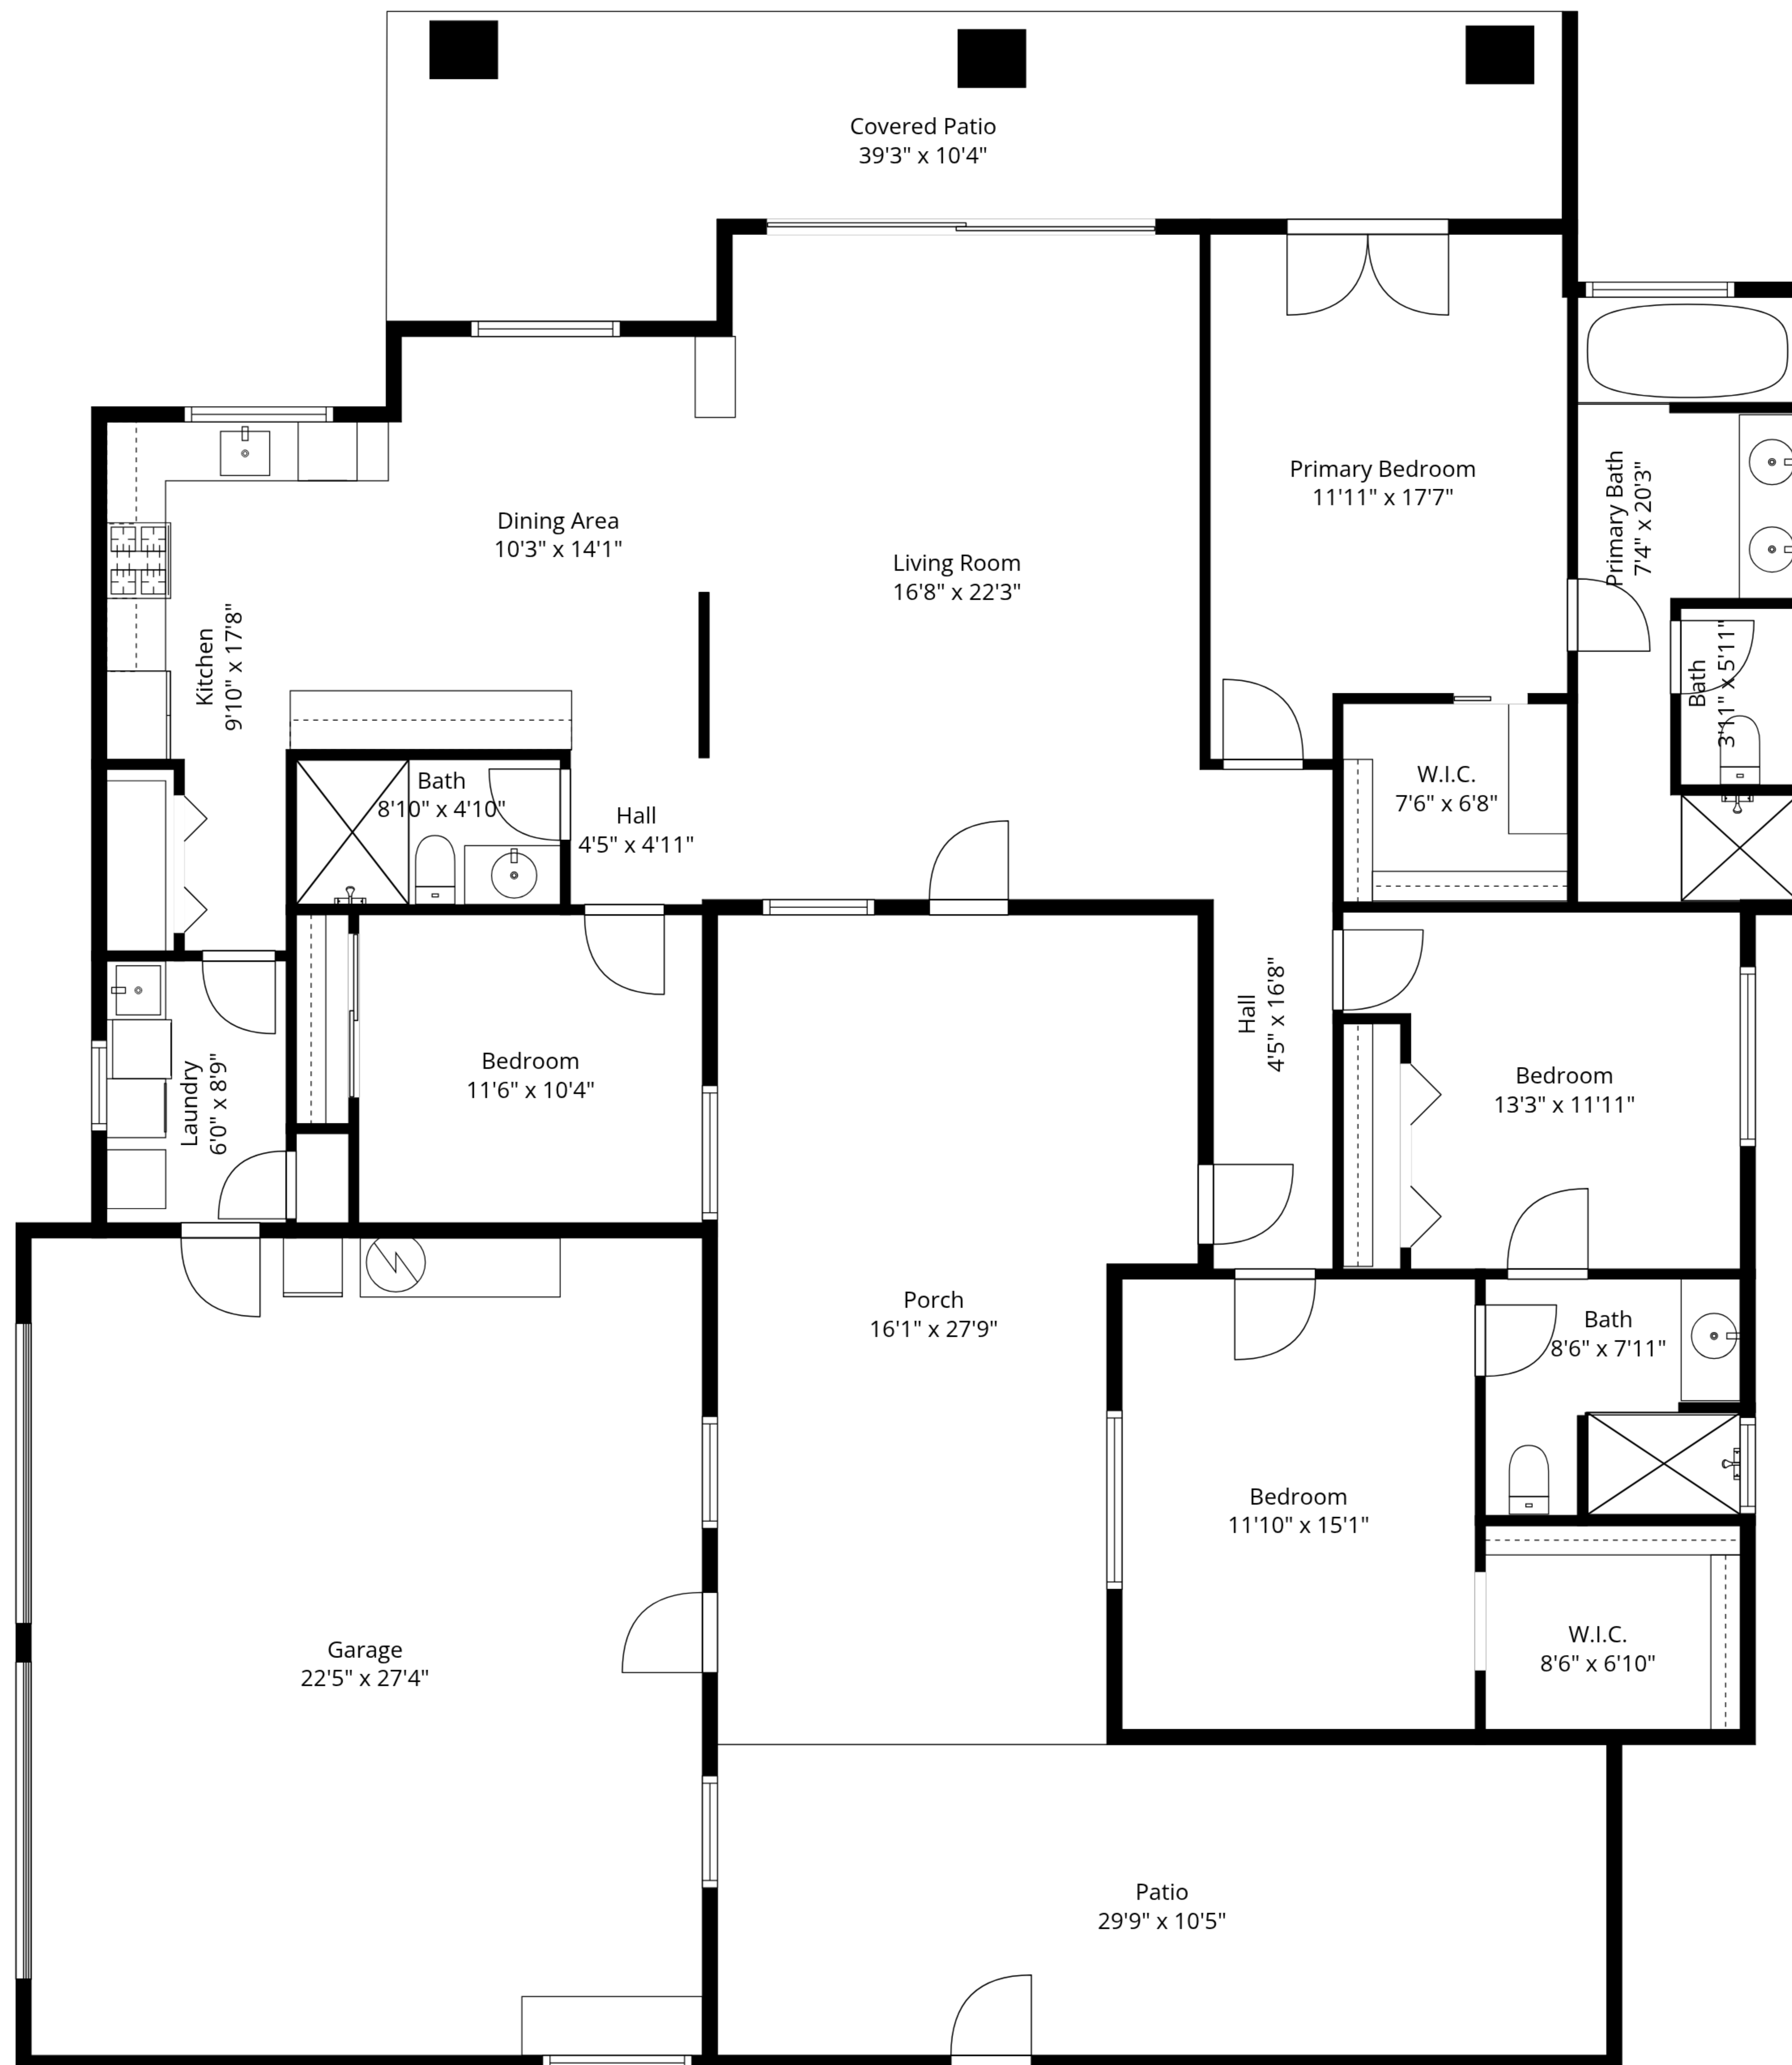 Covered Patio
39'3" x 10'4"
Primary Bedroom
11'11" x 17'7"
Primary Bath
7'4" x 20'3"
Dining Area
10'3" x 14'1"
Living Room
16'8" x 22'3"
Kitchen
9'10" x 17'8"
Bath
3'11" x 5'11"
Bath
8'10" x 4'10"
Hall
4'5" x 4'11"
W.I.C.
7'6" x 6'8"
Hall
4'5" x 16'8"
Laundry
6'0" x 8'9"
Bedroom
11'6" x 10'4"
Bedroom
13'3" x 11'11"
Porch
16'1" x 27'9"
Bath
8'6" x 7'11"
Bedroom
11'10" x 15'1"
Garage
22'5" x 27'4"
W.I.C.
8'6" x 6'10"
Patio
29'9" x 10'5"